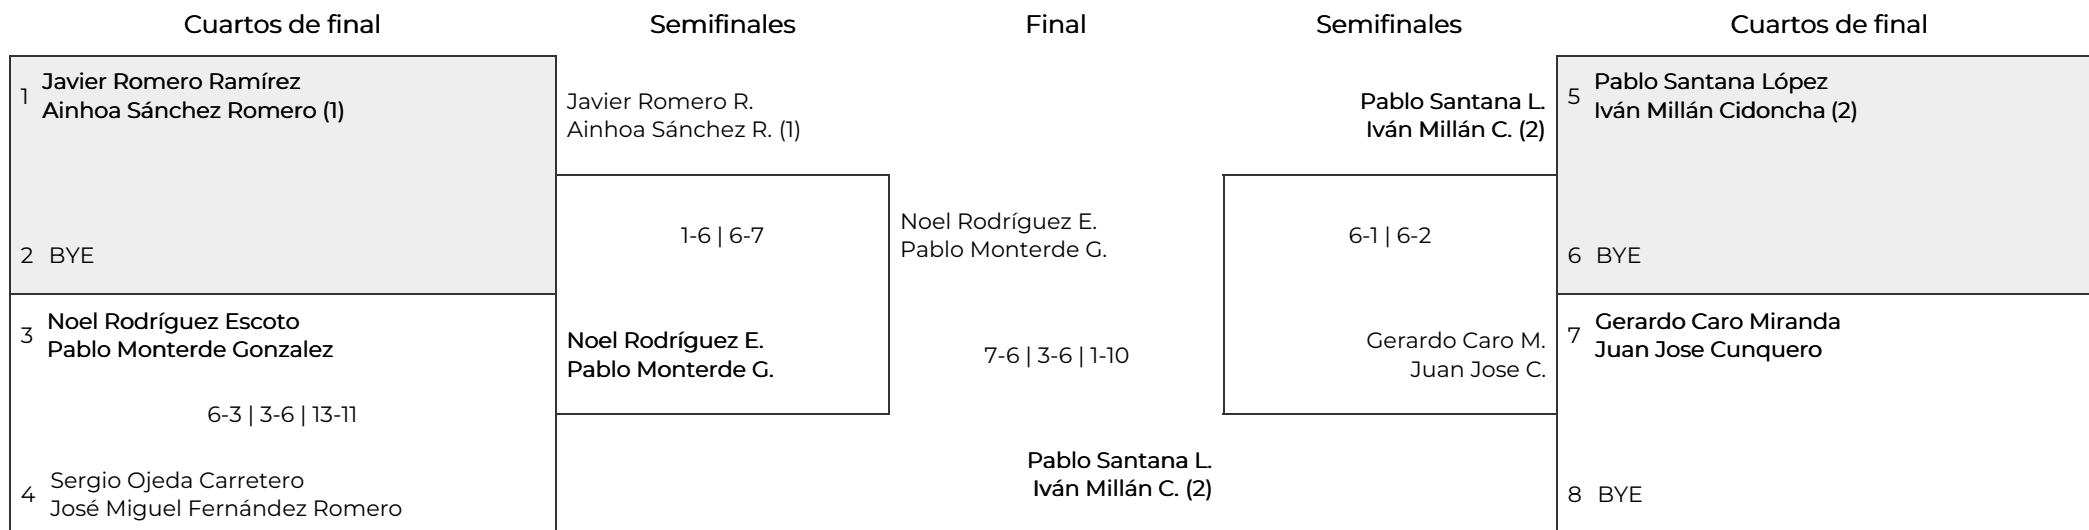 Cuartos de final
Semifinales
Final
Semifinales
Cuartos de final
1
Javier Romero Ramírez
Ainhoa Sánchez Romero (1)
2 BYE
3
Noel Rodríguez Escoto
Pablo Monterde Gonzalez
6-3 | 3-6 | 13-11
4
Sergio Ojeda Carretero
José Miguel Fernández Romero
Javier Romero R.
Ainhoa Sánchez R. (1)
1-6 | 6-7
Noel Rodríguez E.
Pablo Monterde G.
Noel Rodríguez E.
Pablo Monterde G.
7-6 | 3-6 | 1-10
Pablo Santana L.
Iván Millán C. (2)
Pablo Santana L.
Iván Millán C. (2)
6-1 | 6-2
Gerardo Caro M.
Juan Jose C.
5
Pablo Santana López
Iván Millán Cidoncha (2)
6 BYE
7
Gerardo Caro Miranda
Juan Jose Cunquero
8 BYE